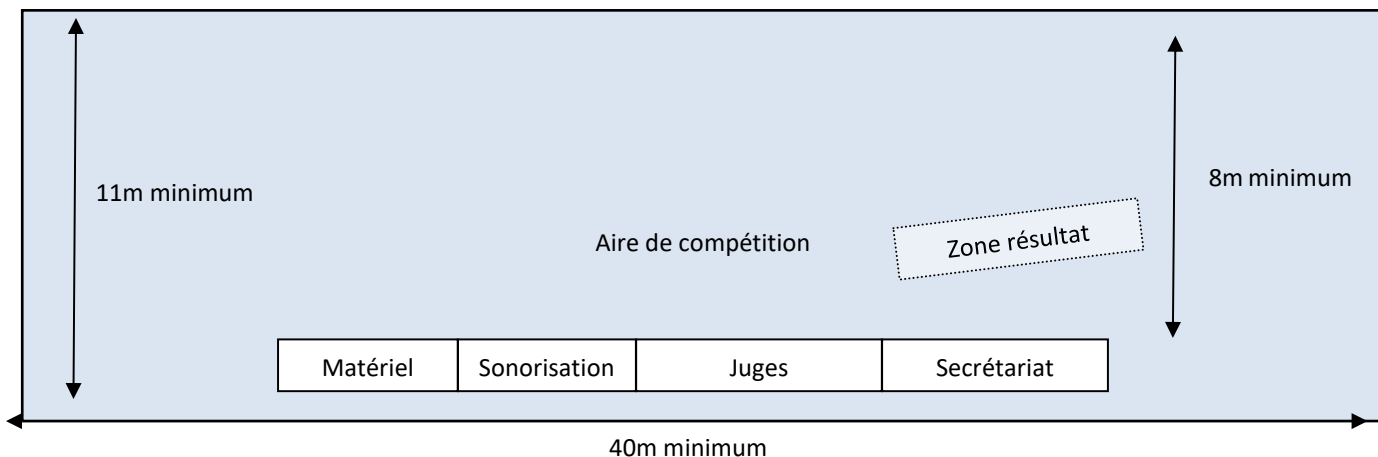 11m minimum
8m minimum
Aire de compétition
Zone résultat
Matériel
Sonorisation
Juges
Secrétariat
40m minimum